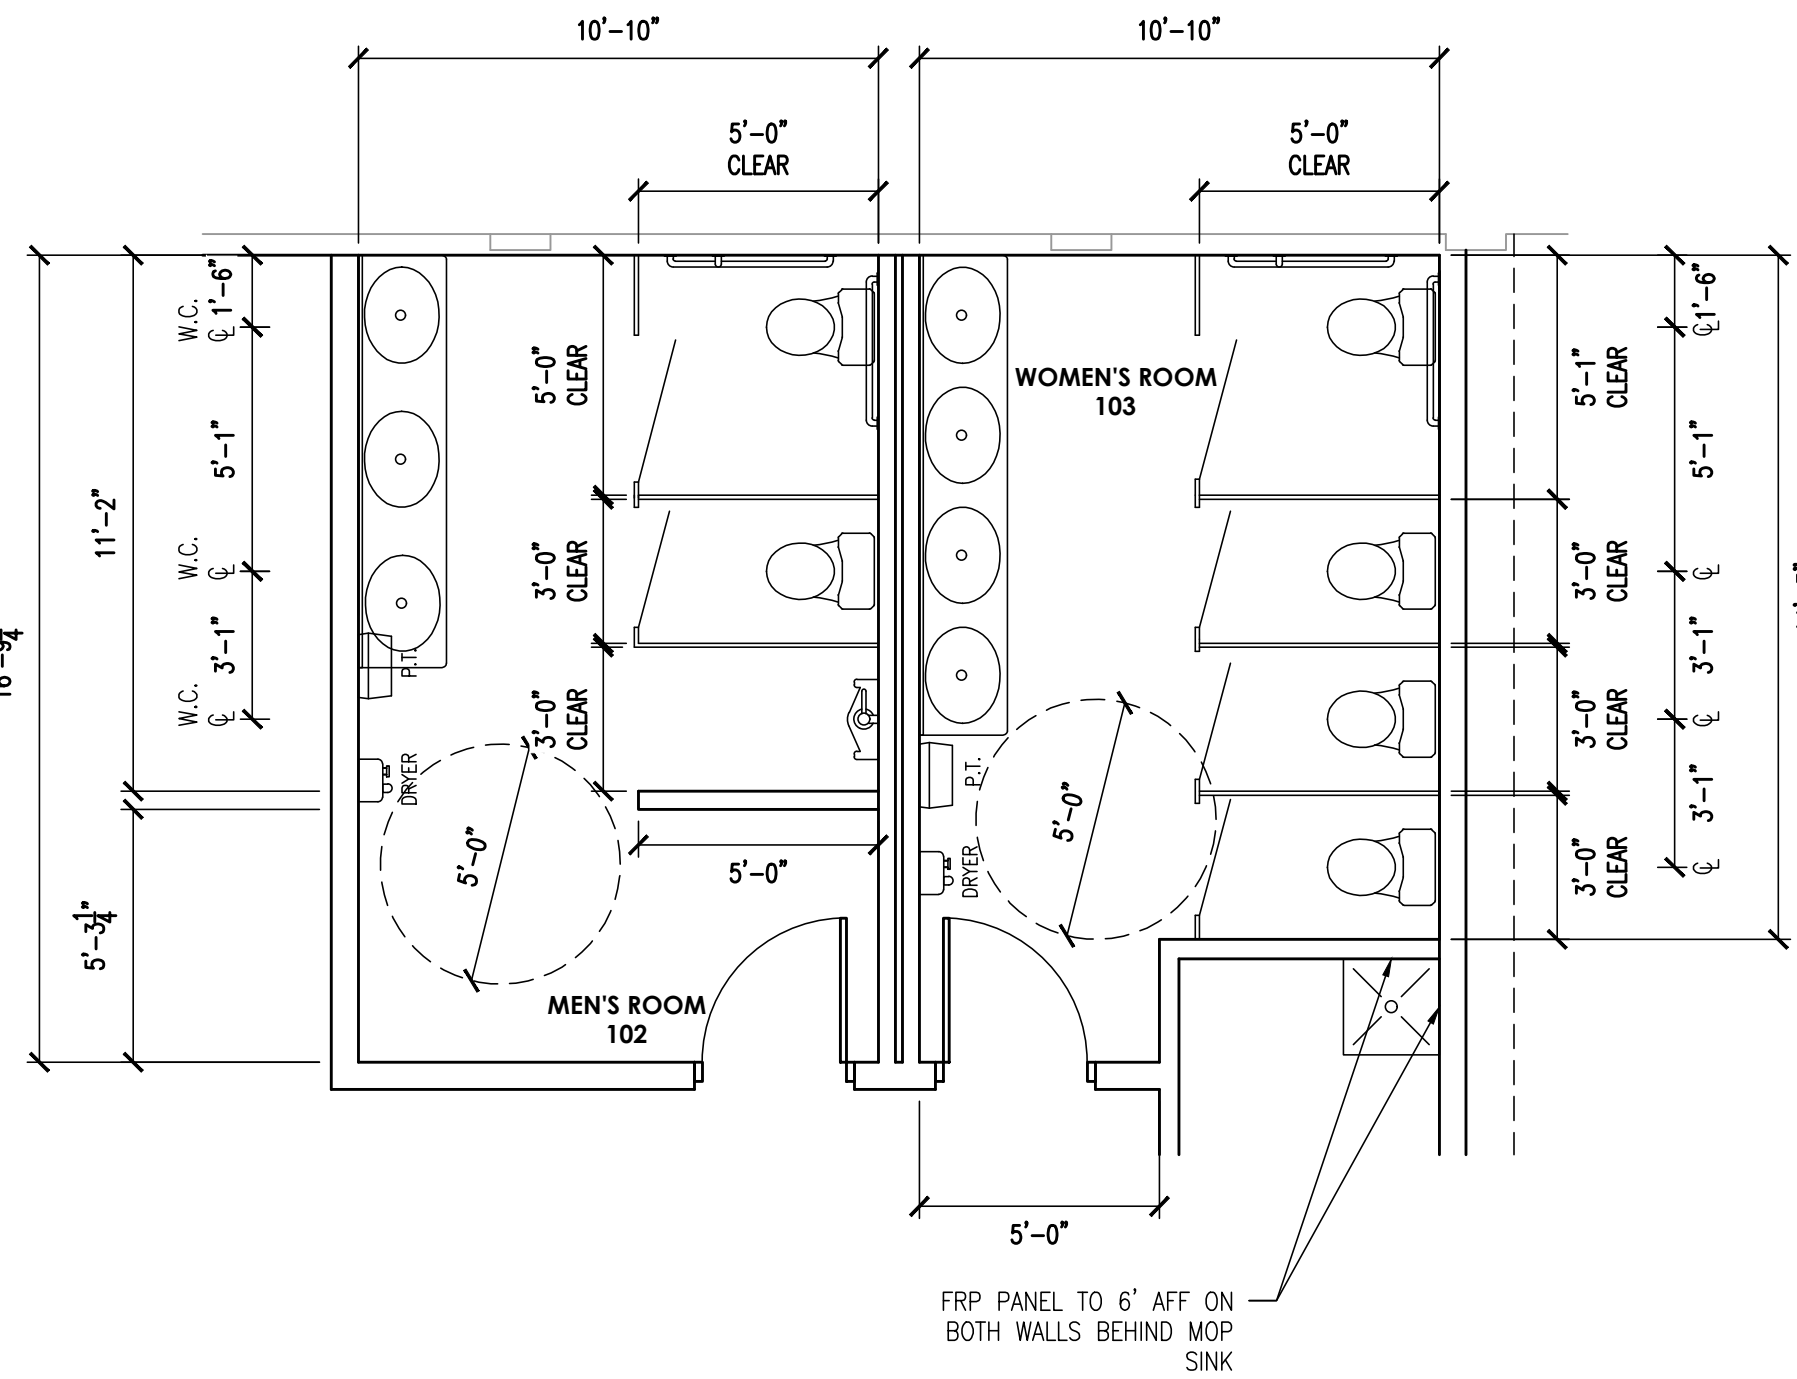 10'-10"
10'-10"
5'-0"
CLEAR
5'-0"
CLEAR
W.C.
℄
1'-6"
5'-0"
CLEAR
5'-1"
11'-2"
W.C.
℄
3'-0"
CLEAR
3'-1"
W.C.
℄
3'-0"
CLEAR
5'-3 1/4"
P.T.
DRYER
5'-0"
5'-0"
MEN'S ROOM
102
WOMEN'S ROOM
103
P.T.
DRYER
5'-0"
5'-1"
CLEAR
3'-0"
CLEAR
3'-0"
CLEAR
3'-0"
CLEAR
1'-6"
℄
5'-1"
℄
3'-1"
℄
3'-1"
℄
5'-0"
FRP PANEL TO 6' AFF ON
BOTH WALLS BEHIND MOP
SINK